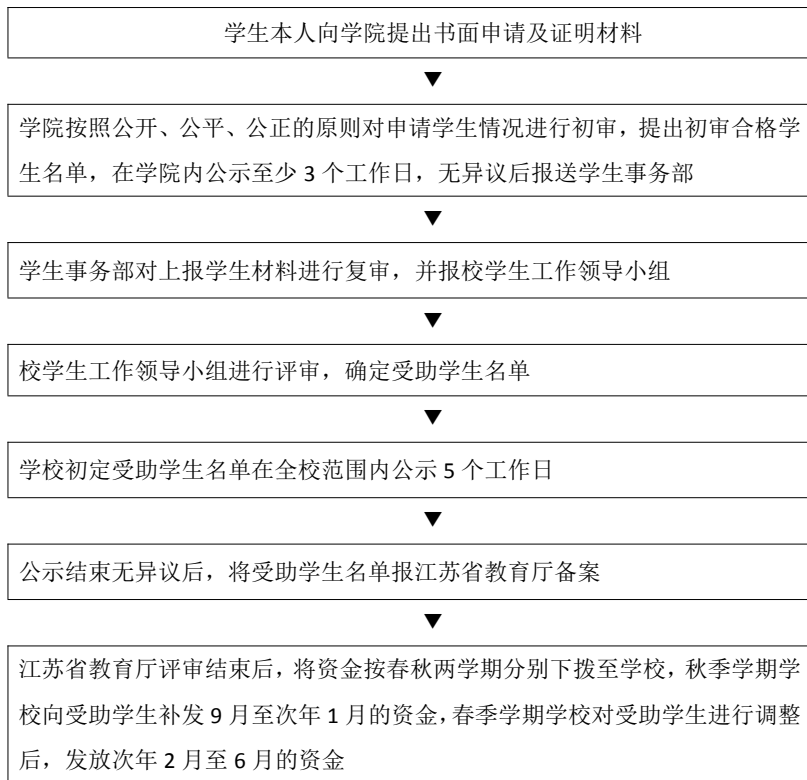 学生本人向学院提出书面申请及证明材料
▼
学院按照公开、公平、公正的原则对申请学生情况进行初审，提出初审合格学
生名单，在学院内公示至少 3 个工作日，无异议后报送学生事务部
▼
学生事务部对上报学生材料进行复审，并报校学生工作领导小组
▼
校学生工作领导小组进行评审，确定受助学生名单
▼
学校初定受助学生名单在全校范围内公示 5 个工作日
▼
公示结束无异议后，将受助学生名单报江苏省教育厅备案
▼
江苏省教育厅评审结束后，将资金按春秋两学期分别下拨至学校，秋季学期学
校向受助学生补发 9 月至次年 1 月的资金，春季学期学校对受助学生进行调整
后，发放次年 2 月至 6 月的资金